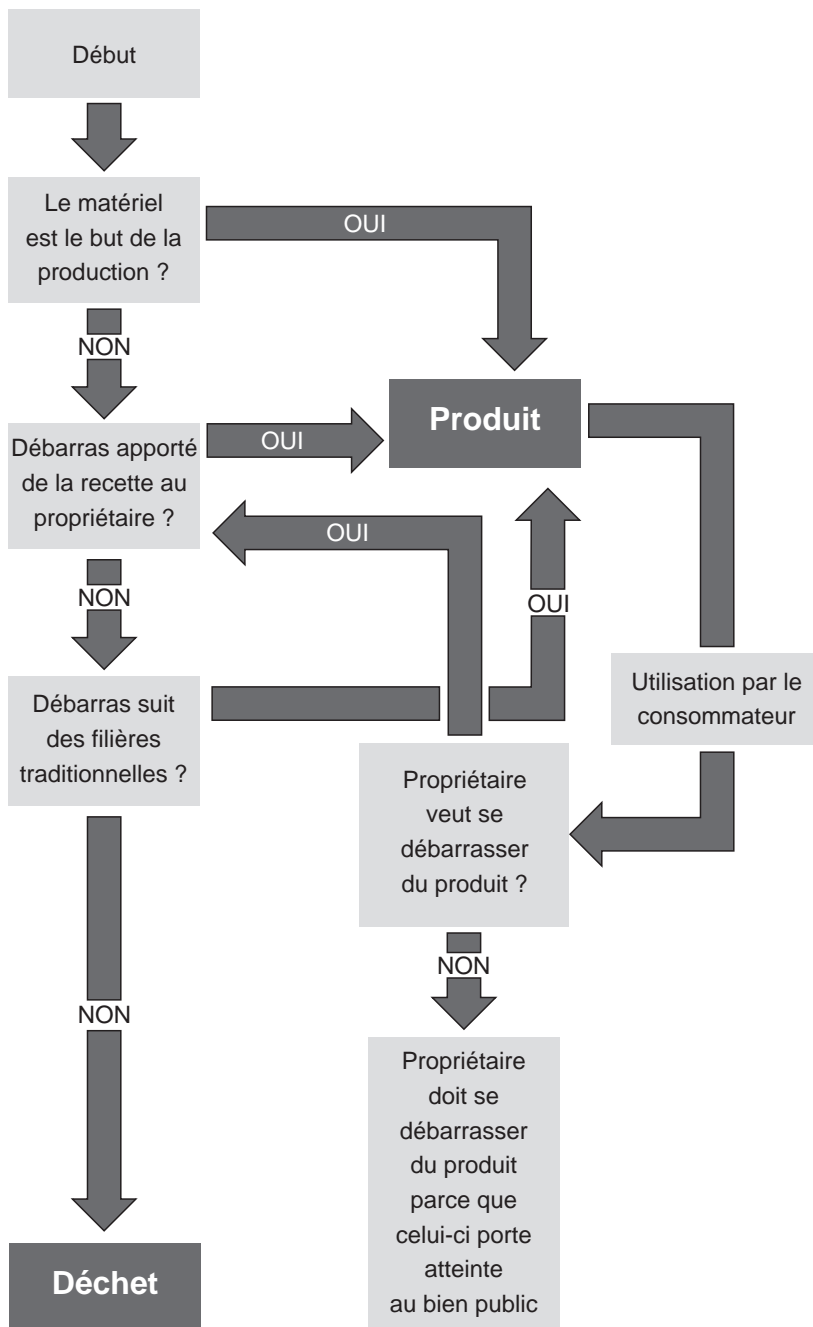 Début
Le matériel
est le but de la
production ?
OUI
NON
Produit
Débarras apporté
de la recette au
propriétaire ?
OUI
OUI
NON
OUI
Débarras suit
des filières
traditionnelles ?
Utilisation par le
consommateur
Propriétaire
veut se
débarrasser
du produit ?
NON
NON
Propriétaire
doit se
débarrasser
du produit
parce que
celui-ci porte
atteinte
au bien public
Déchet